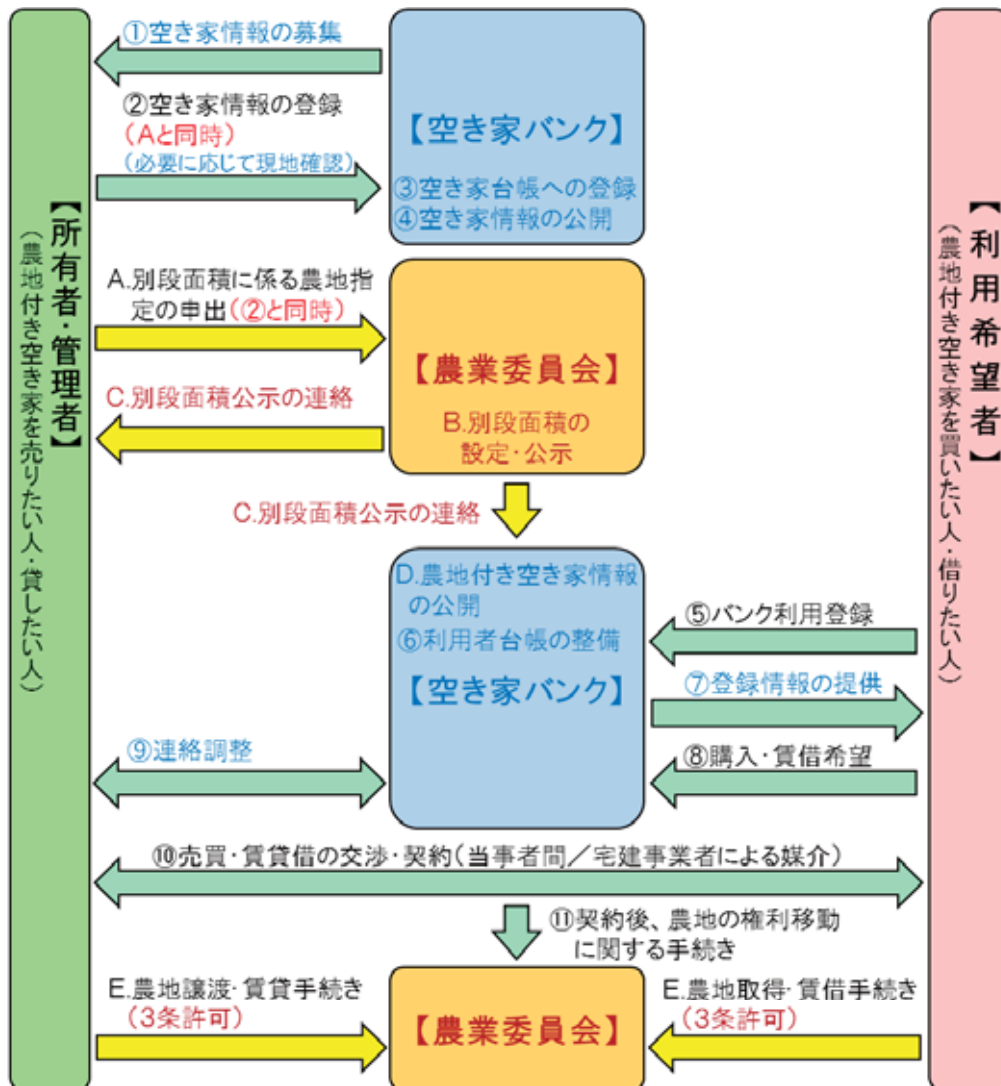 ①空き家情報の募集
②空き家情報の登録
(Aと同時)
(必要に応じて現地確認)
【空き家バンク】
③空き家台帳への登録
④空き家情報の公開
【所有者・管理者】
(農地付き空き家を売りたい人・貸したい人)
【利用希望者】
(農地付き空き家を買いたい人・借りたい人)
A.別段面積に係る農地指
定の申出(②と同時)
【農業委員会】
B.別段面積の
設定・公示
C.別段面積公示の連絡
C.別段面積公示の連絡
D.農地付き空き家情報
の公開
⑥利用者台帳の整備
【空き家バンク】
⑤バンク利用登録
⑦登録情報の提供
⑧購入・賃借希望
⑨連絡調整
⑩売買・賃貸借の交渉・契約(当事者間／宅建事業者による媒介)
⑪契約後、農地の権利移動
に関する手続き
E.農地譲渡・賃貸手続き
(3条許可)
【農業委員会】
E.農地取得・賃借手続き
(3条許可)